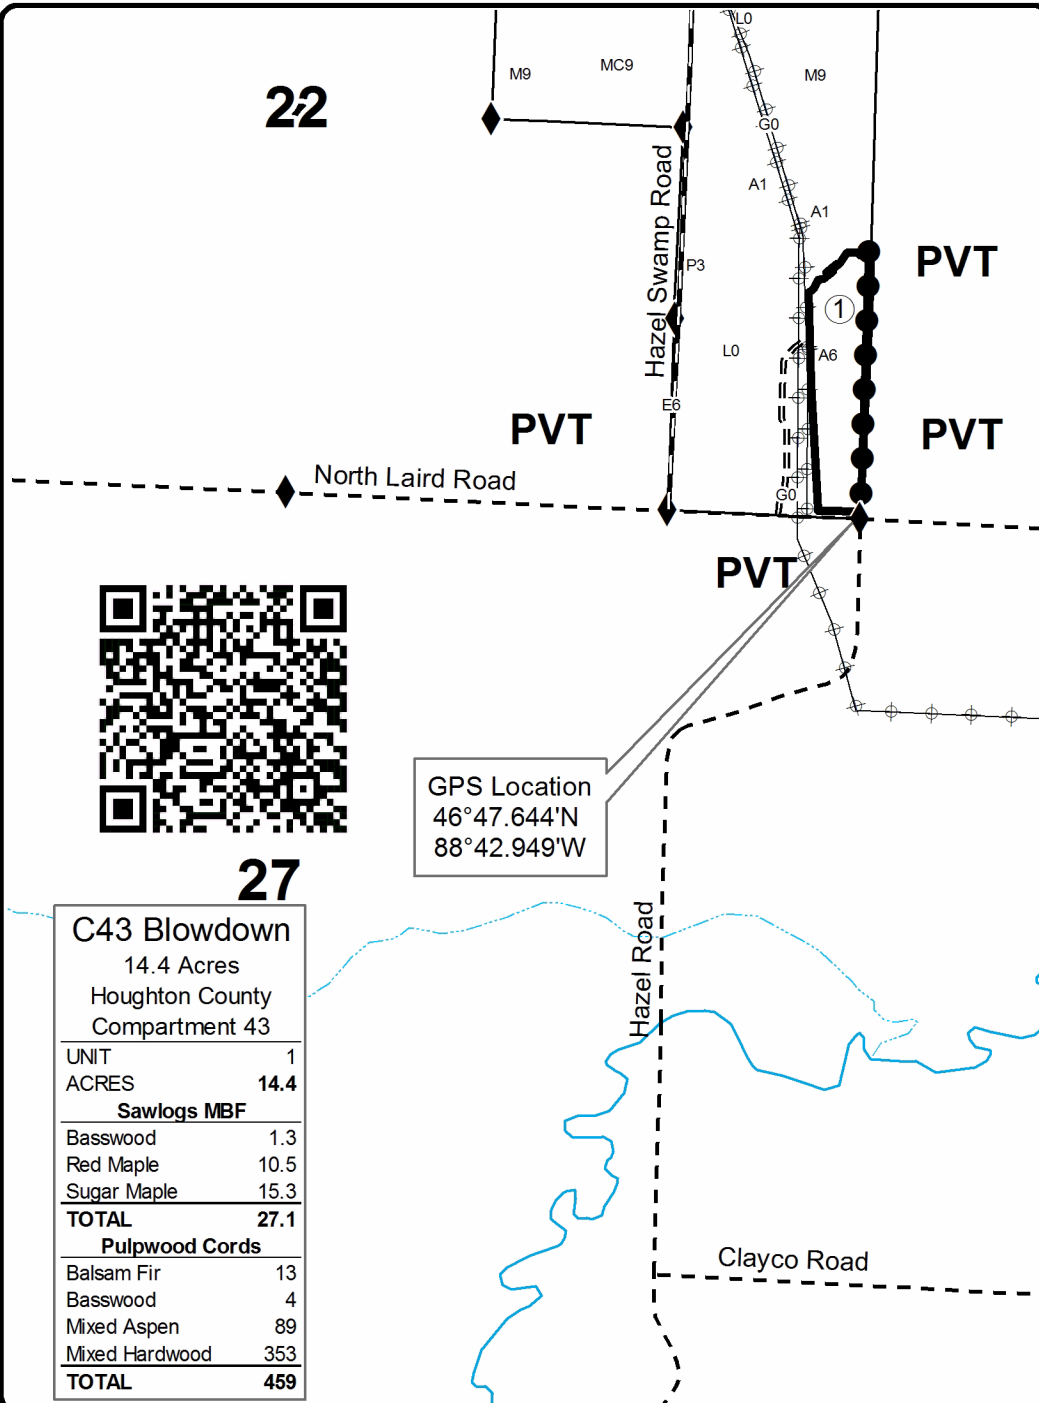 L0
M9
MC9
M9
22
G0
A1
A1
Hazel Swamp Road
P3
PVT
1
L0
A6
E6
PVT
PVT
North Laird Road
G0
PVT
GPS Location
46°47.644'N
88°42.949'W
27
C43 Blowdown
14.4 Acres
Houghton County
Compartment 43
UNIT 1
ACRES 14.4
Sawlogs MBF
Basswood 1.3
Red Maple 10.5
Sugar Maple 15.3
TOTAL 27.1
Pulpwood Cords
Balsam Fir 13
Basswood 4
Mixed Aspen 89
Mixed Hardwood 353
TOTAL 459
Hazel Road
Clayco Road